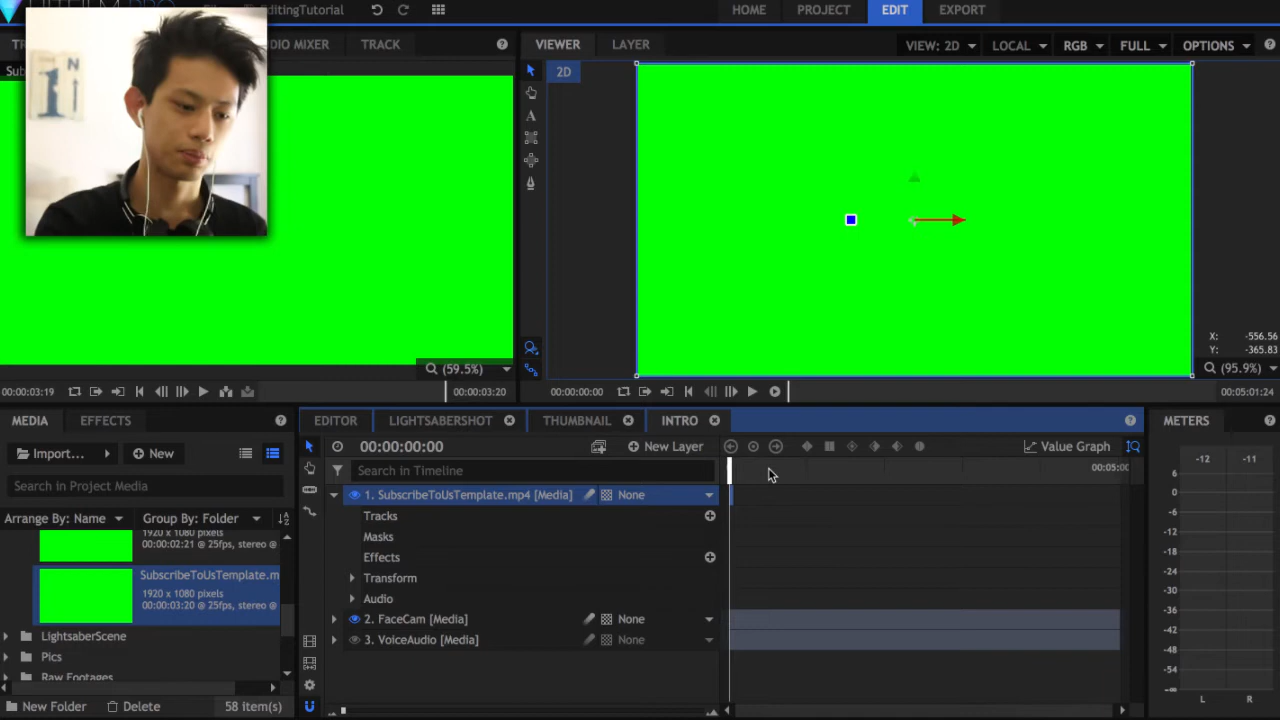 HITFILM PRO
EditingTutorial
HOME
PROJECT
EDIT
EXPORT
AUDIO MIXER
TRACK
VIEWER
LAYER
VIEW: 2D
LOCAL
RGB
FULL
OPTIONS
2D
1 N
X: -556.56
Y: -365.83
(59.5%)
(95.9%)
00:00:03:19
00:00:03:20
00:00:00:00
00:05:01:24
MEDIA
EFFECTS
EDITOR
LIGHTSABERSHOT
THUMBNAIL
INTRO
METERS
Import...
New
00:00:00:00
New Layer
Value Graph
-12 -11
Search in Project Media
Search in Timeline
00:05:00
Arrange By: Name
Group By: Folder
1920 x 1080 pixels
00:00:02:21 @ 25fps, stereo @
SubscribeToUsTemplate.m
1920 x 1080 pixels
00:00:03:20 @ 25fps, stereo @
LightsaberScene
Pics
Raw Footages
New Folder
Delete
58 item(s)
1. SubscribeToUsTemplate.mp4 [Media]
None
Tracks
Masks
Effects
Transform
Audio
2. FaceCam [Media]
None
3. VoiceAudio [Media]
None
6
0
-6
-12
-18
-24
-30
-36
-42
-48
-54
-∞
L R